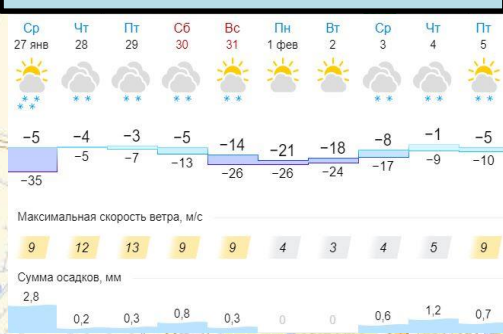 Ср Чт Пт Сб Вс Пн Вт Ср Чт Пт
27 янв 28 29 30 31 1 фев 2 3 4 5
−5 −4 −3 −5 −14 −21 −18 −8 −1 −5
−35 −5 −7 −13 −26 −26 −24 −17 −9 −10
Максимальная скорость ветра, м/с
9 12 13 9 9 4 3 4 5 9
Сумма осадков, мм
2,8 0,2 0,3 0,8 0,3 0 0 0,6 1,2 0,7